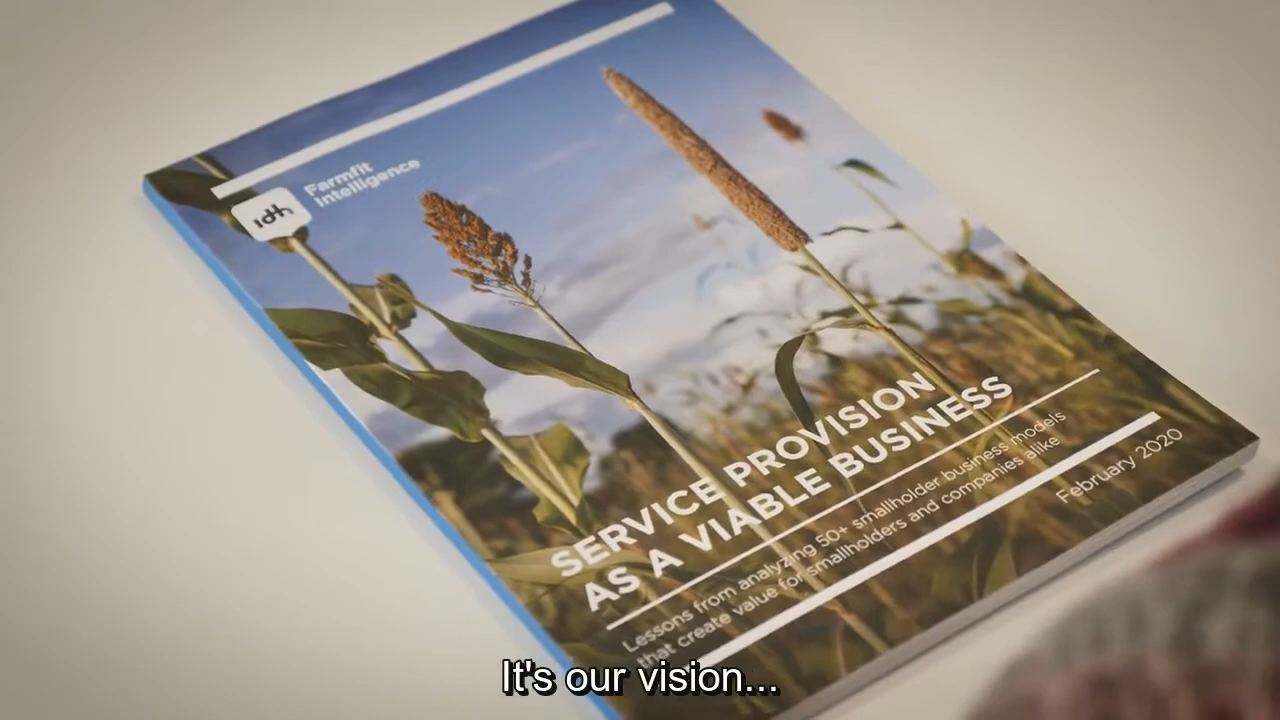 idh
Farmfit
Intelligence
SERVICE PROVISION
AS A VIABLE BUSINESS
Lessons from analyzing 50+ smallholder business models
that create value for smallholders and companies alike
February 2020
It's our vision...